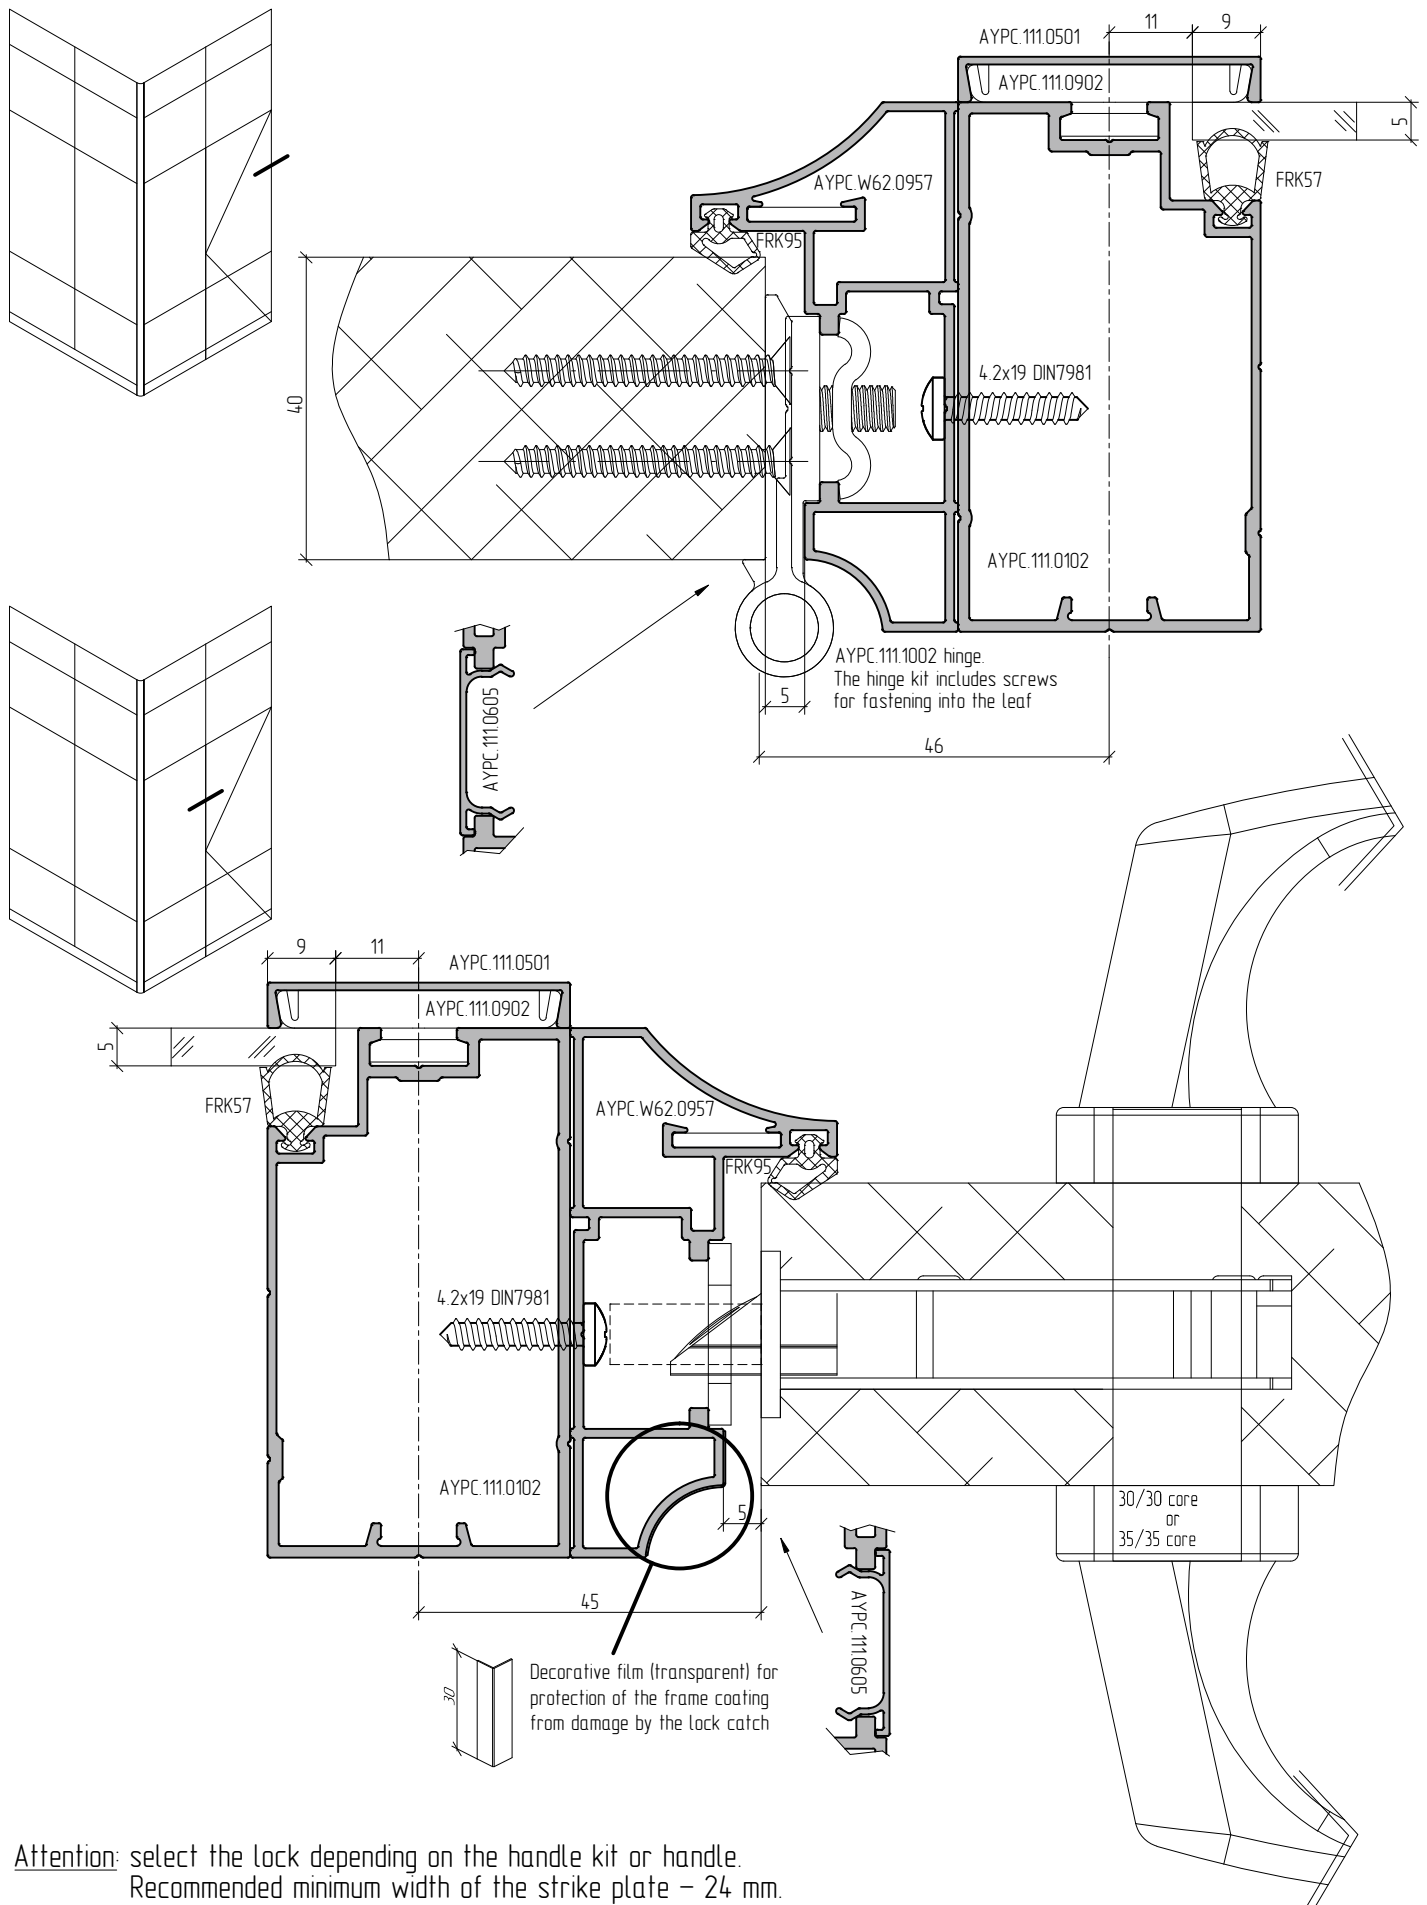 11
9
AYPC.111.0501
AYPC.111.0902
5
AYPC.W62.0957
FRK57
FRK95
4.2x19 DIN7981
40
AYPC.111.0102
AYPC.111.0605
AYPC.111.1002 hinge.
The hinge kit includes screws
for fastening into the leaf
5
46
9
11
AYPC.111.0501
AYPC.111.0902
5
FRK57
AYPC.W62.0957
FRK95
4.2x19 DIN7981
AYPC.111.0102
30/30 core
or
35/35 core
5
45
AYPC.111.0605
30
Decorative film (transparent) for
protection of the frame coating
from damage by the lock catch
Attention: select the lock depending on the handle kit or handle.
Recommended minimum width of the strike plate – 24 mm.